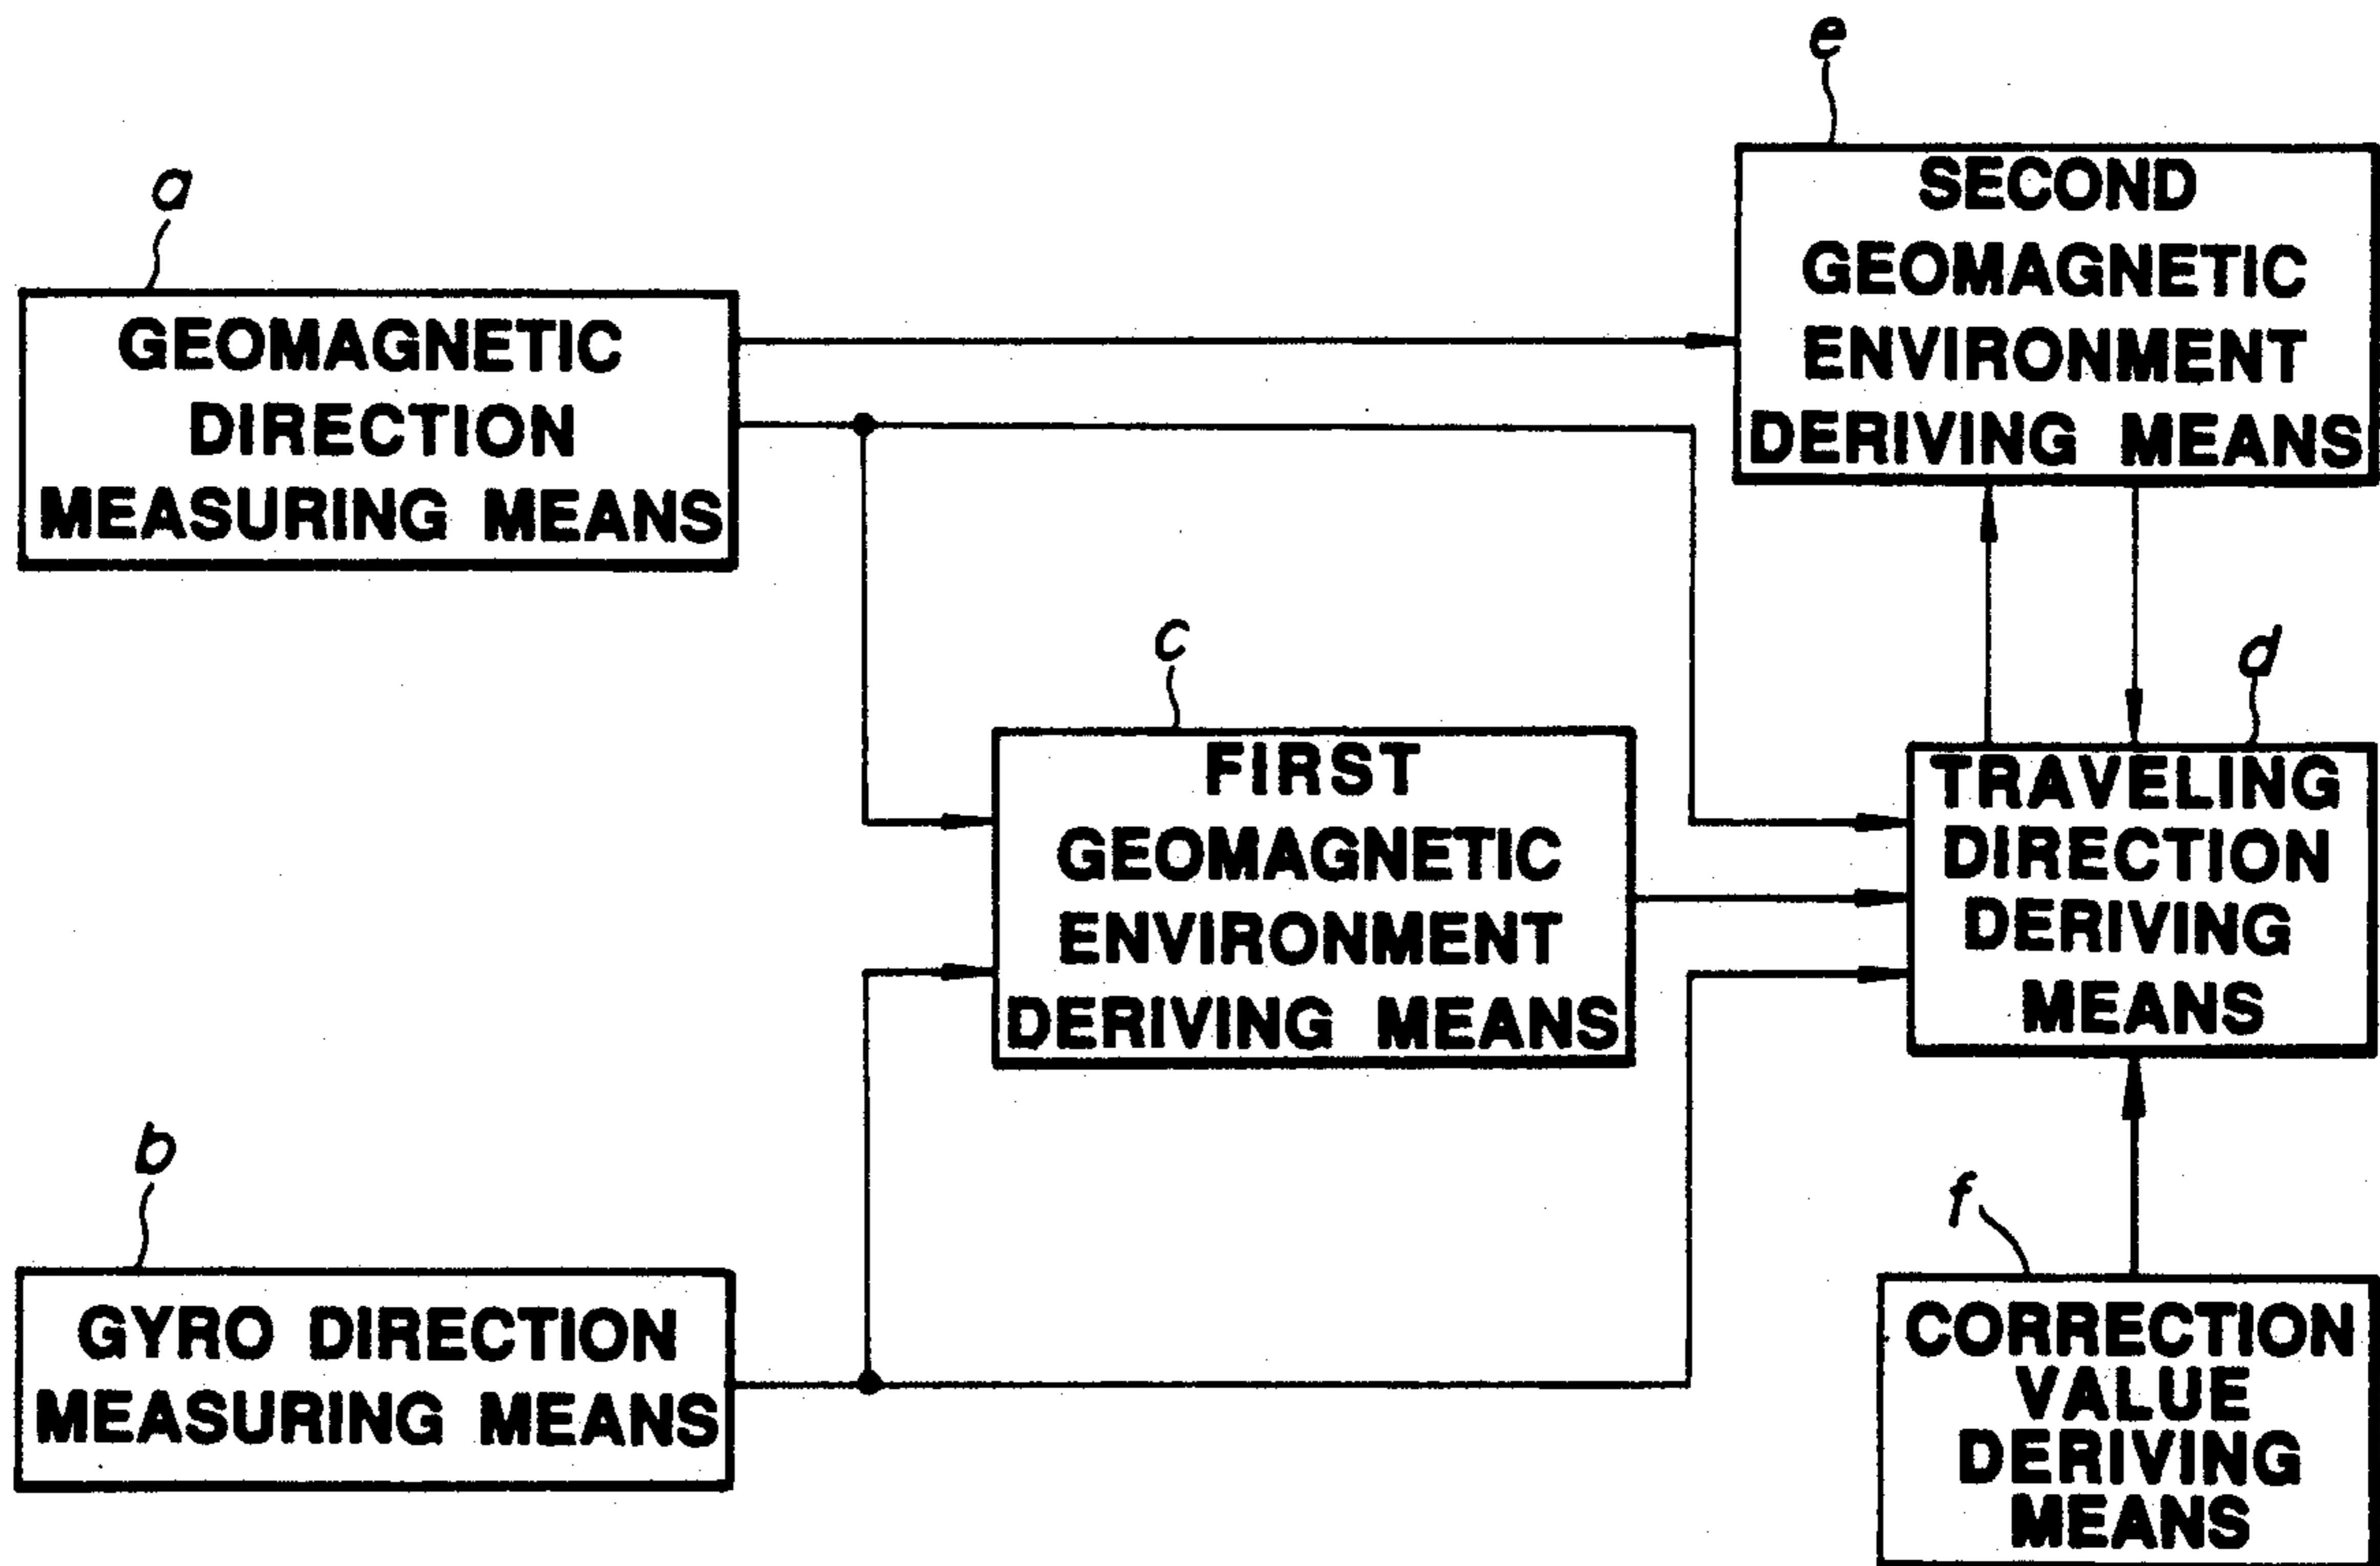 e
SECOND
GEOMAGNETIC
ENVIRONMENT
DERIVING MEANS
a
GEOMAGNETIC
DIRECTION
MEASURING MEANS
c
FIRST
GEOMAGNETIC
ENVIRONMENT
DERIVING MEANS
d
TRAVELING
DIRECTION
DERIVING
MEANS
b
GYRO DIRECTION
MEASURING MEANS
f
CORRECTION
VALUE
DERIVING
MEANS